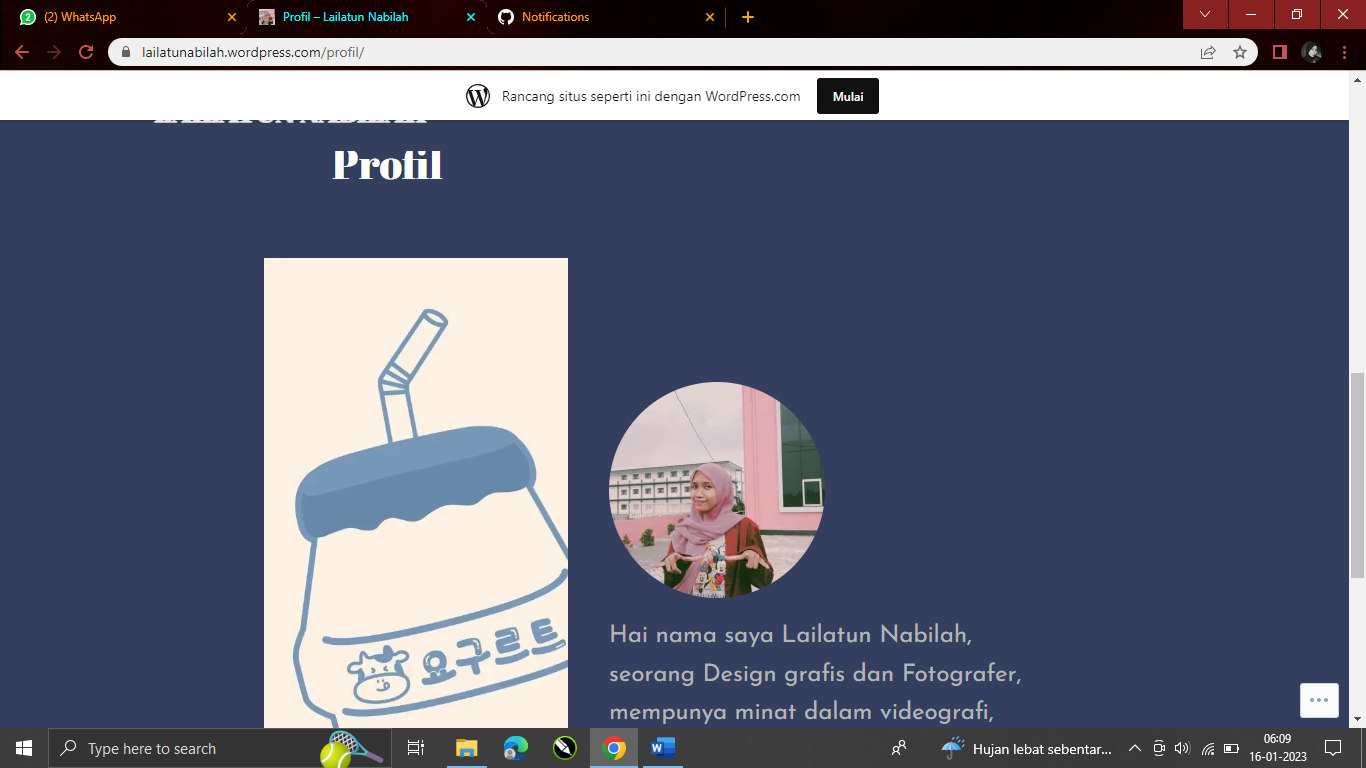 2 (2) WhatsApp
Profil – Lailatun Nabilah
Notifications
lailatunabilah.wordpress.com/profil/
Rancang situs seperti ini dengan WordPress.com
Mulai
Profil
요구르트
Hai nama saya Lailatun Nabilah,
seorang Design grafis dan Fotografer,
mempunya minat dalam videografi,
Type here to search
Hujan lebat sebentar...
06:09
16-01-2023